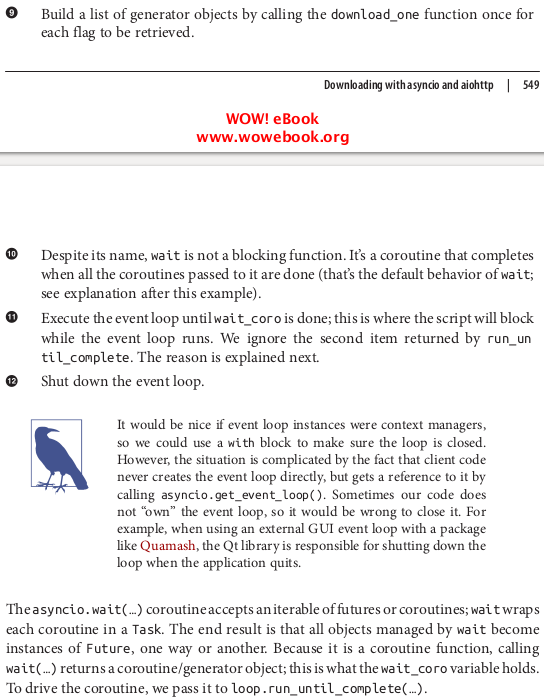 ❾ Build a list of generator objects by calling the download_one function once for
each flag to be retrieved.
Downloading with asyncio and aiohttp | 549
WOW! eBook
www.wowebook.org
❿ Despite its name, wait is not a blocking function. It’s a coroutine that completes
when all the coroutines passed to it are done (that’s the default behavior of wait;
see explanation after this example).
⓫ Execute the event loop until wait_coro is done; this is where the script will block
while the event loop runs. We ignore the second item returned by run_un
til_complete. The reason is explained next.
⓬ Shut down the event loop.
It would be nice if event loop instances were context managers,
so we could use a with block to make sure the loop is closed.
However, the situation is complicated by the fact that client code
never creates the event loop directly, but gets a reference to it by
calling asyncio.get_event_loop(). Sometimes our code does
not “own” the event loop, so it would be wrong to close it. For
example, when using an external GUI event loop with a package
like Quamash, the Qt library is responsible for shutting down the
loop when the application quits.
The asyncio.wait(…) coroutine accepts an iterable of futures or coroutines; wait wraps
each coroutine in a Task. The end result is that all objects managed by wait become
instances of Future, one way or another. Because it is a coroutine function, calling
wait(…) returns a coroutine/generator object; this is what the wait_coro variable holds.
To drive the coroutine, we pass it to loop.run_until_complete(…).